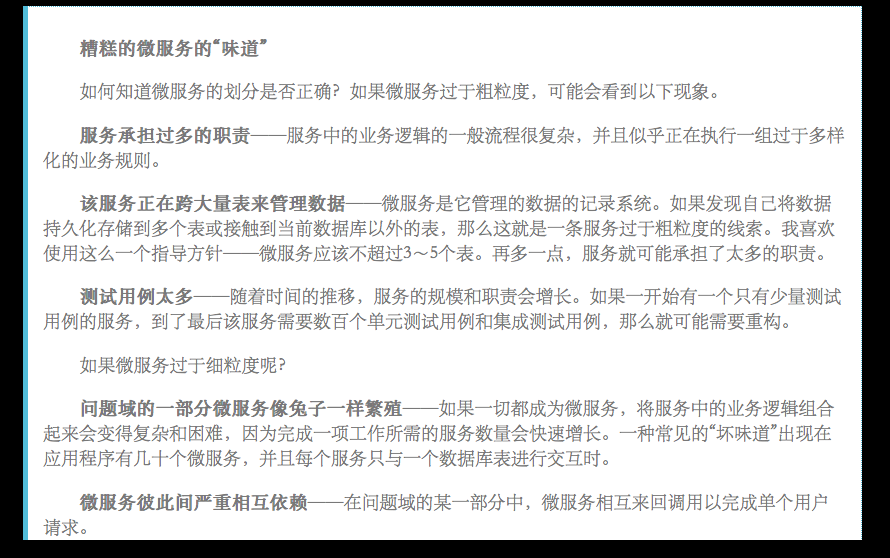 槽糕的微服务的“味道”
如何知道微服务的划分是否正确？如果微服务过于粗粒度，可能会看到以下现象。
服务承担过多的职责——服务中的业务逻辑的一般流程很复杂，并且似乎正在执行一组过于多样
化的业务规则。
该服务正在跨大量表来管理数据——微服务是它管理的数据的记录系统。如果发现自己将数据
持久化存储到多个表或接触到当前数据库以外的表，那么这就是一条服务过于粗粒度的线索。我喜欢
使用这么一个指导方针——微服务应该不超过3～5个表。再多一点，服务就可能承担了太多的职责。
测试用例太多——随着时间的推移，服务的规模和职责会增长。如果一开始有一个只有少量测试
用例的服务，到了最后该服务需要数百个单元测试用例和集成测试用例，那么就可能需要重构。
如果微服务过于细粒度呢？
问题域的一部分微服务像兔子一样繁殖——如果一切都成为微服务，将服务中的业务逻辑组合
起来会变得复杂和困难，因为完成一项工作所需的服务数量会快速增长。一种常见的“坏味道”出现在
应用程序有几十个微服务，并且每个服务只与一个数据库表进行交互时。
微服务彼此间严重相互依赖——在问题域的某一部分中，微服务相互来回调用以完成单个用户
请求。